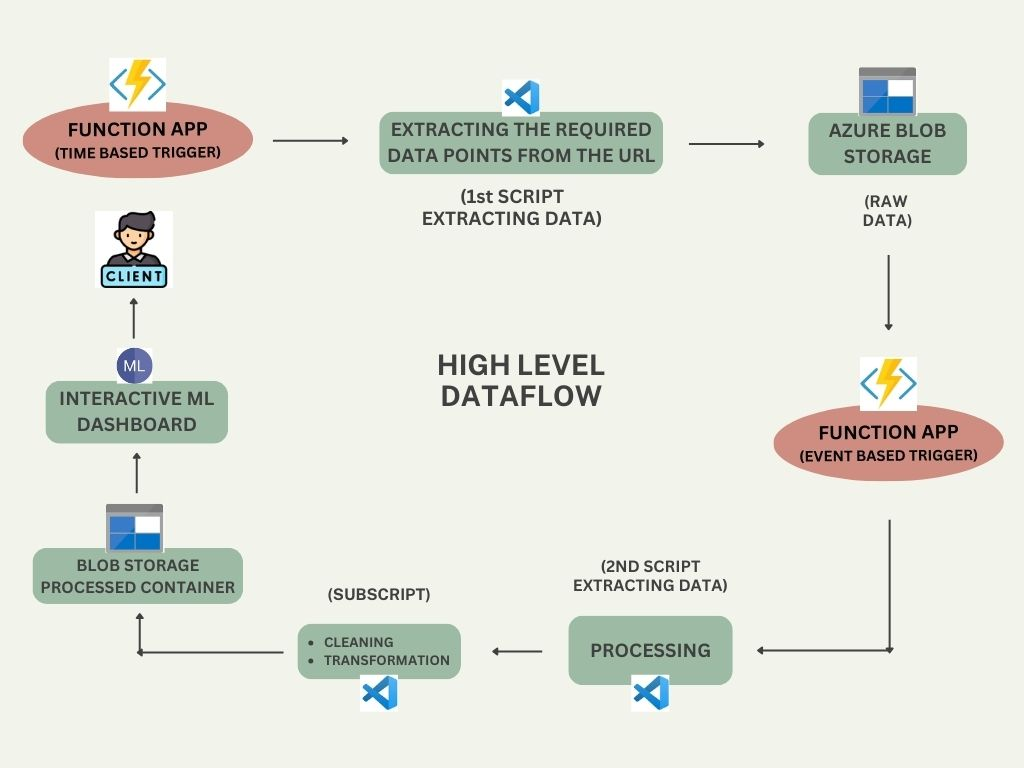 FUNCTION APP
(TIME BASED TRIGGER)
EXTRACTING THE REQUIRED
DATA POINTS FROM THE URL
(1st SCRIPT
EXTRACTING DATA)
AZURE BLOB
STORAGE
(RAW
DATA)
CLIENT
ML
INTERACTIVE ML
DASHBOARD
HIGH LEVEL
DATAFLOW
FUNCTION APP
(EVENT BASED TRIGGER)
BLOB STORAGE
PROCESSED CONTAINER
(SUBSCRIPT)
• CLEANING
• TRANSFORMATION
(2ND SCRIPT
EXTRACTING DATA)
PROCESSING